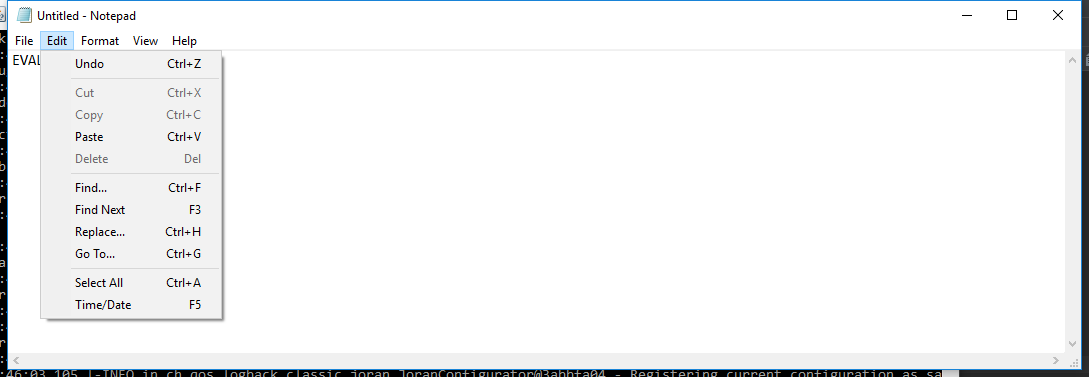 Untitled - Notepad
File Edit Format View Help
EVAL
Undo Ctrl+Z
Cut Ctrl+X
Copy Ctrl+C
Paste Ctrl+V
Delete Del
Find... Ctrl+F
Find Next F3
Replace... Ctrl+H
Go To... Ctrl+G
Select All Ctrl+A
Time/Date F5
:46:03,105 |-INFO in ch.qos.logback.classic.joran.JoranConfigurator@3abbfa04 - Registering current configuration as sa